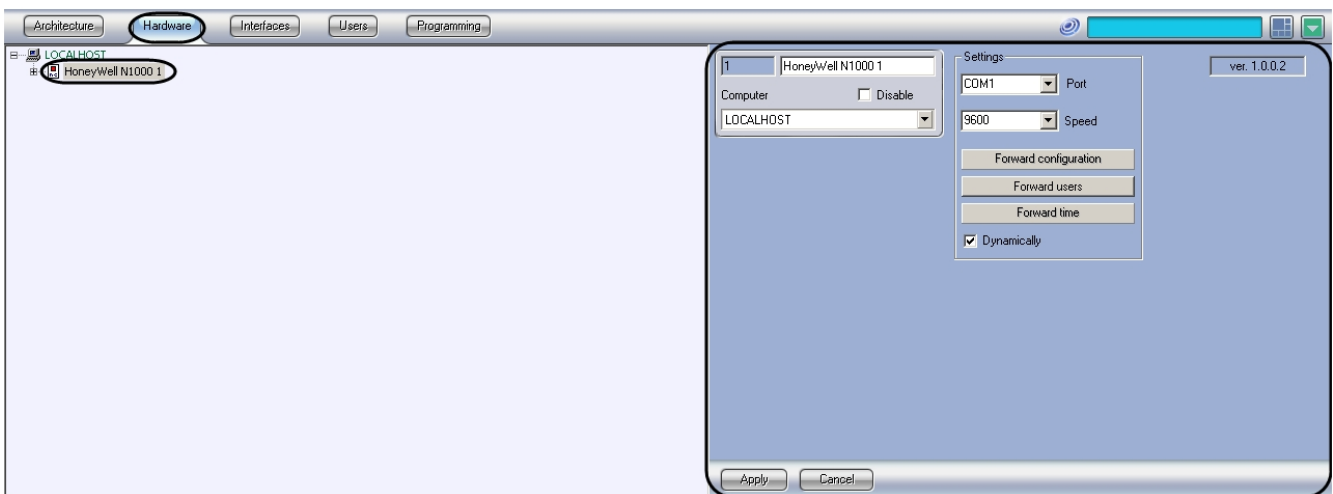 Architecture Hardware Interfaces Users Programming
LOCALHOST
HoneyWell N1000 1
1 HoneyWell N1000 1
Computer Disable
LOCALHOST
Settings
COM1 Port
9600 Speed
Forward configuration
Forward users
Forward time
Dynamically
ver. 1.0.0.2
Apply Cancel